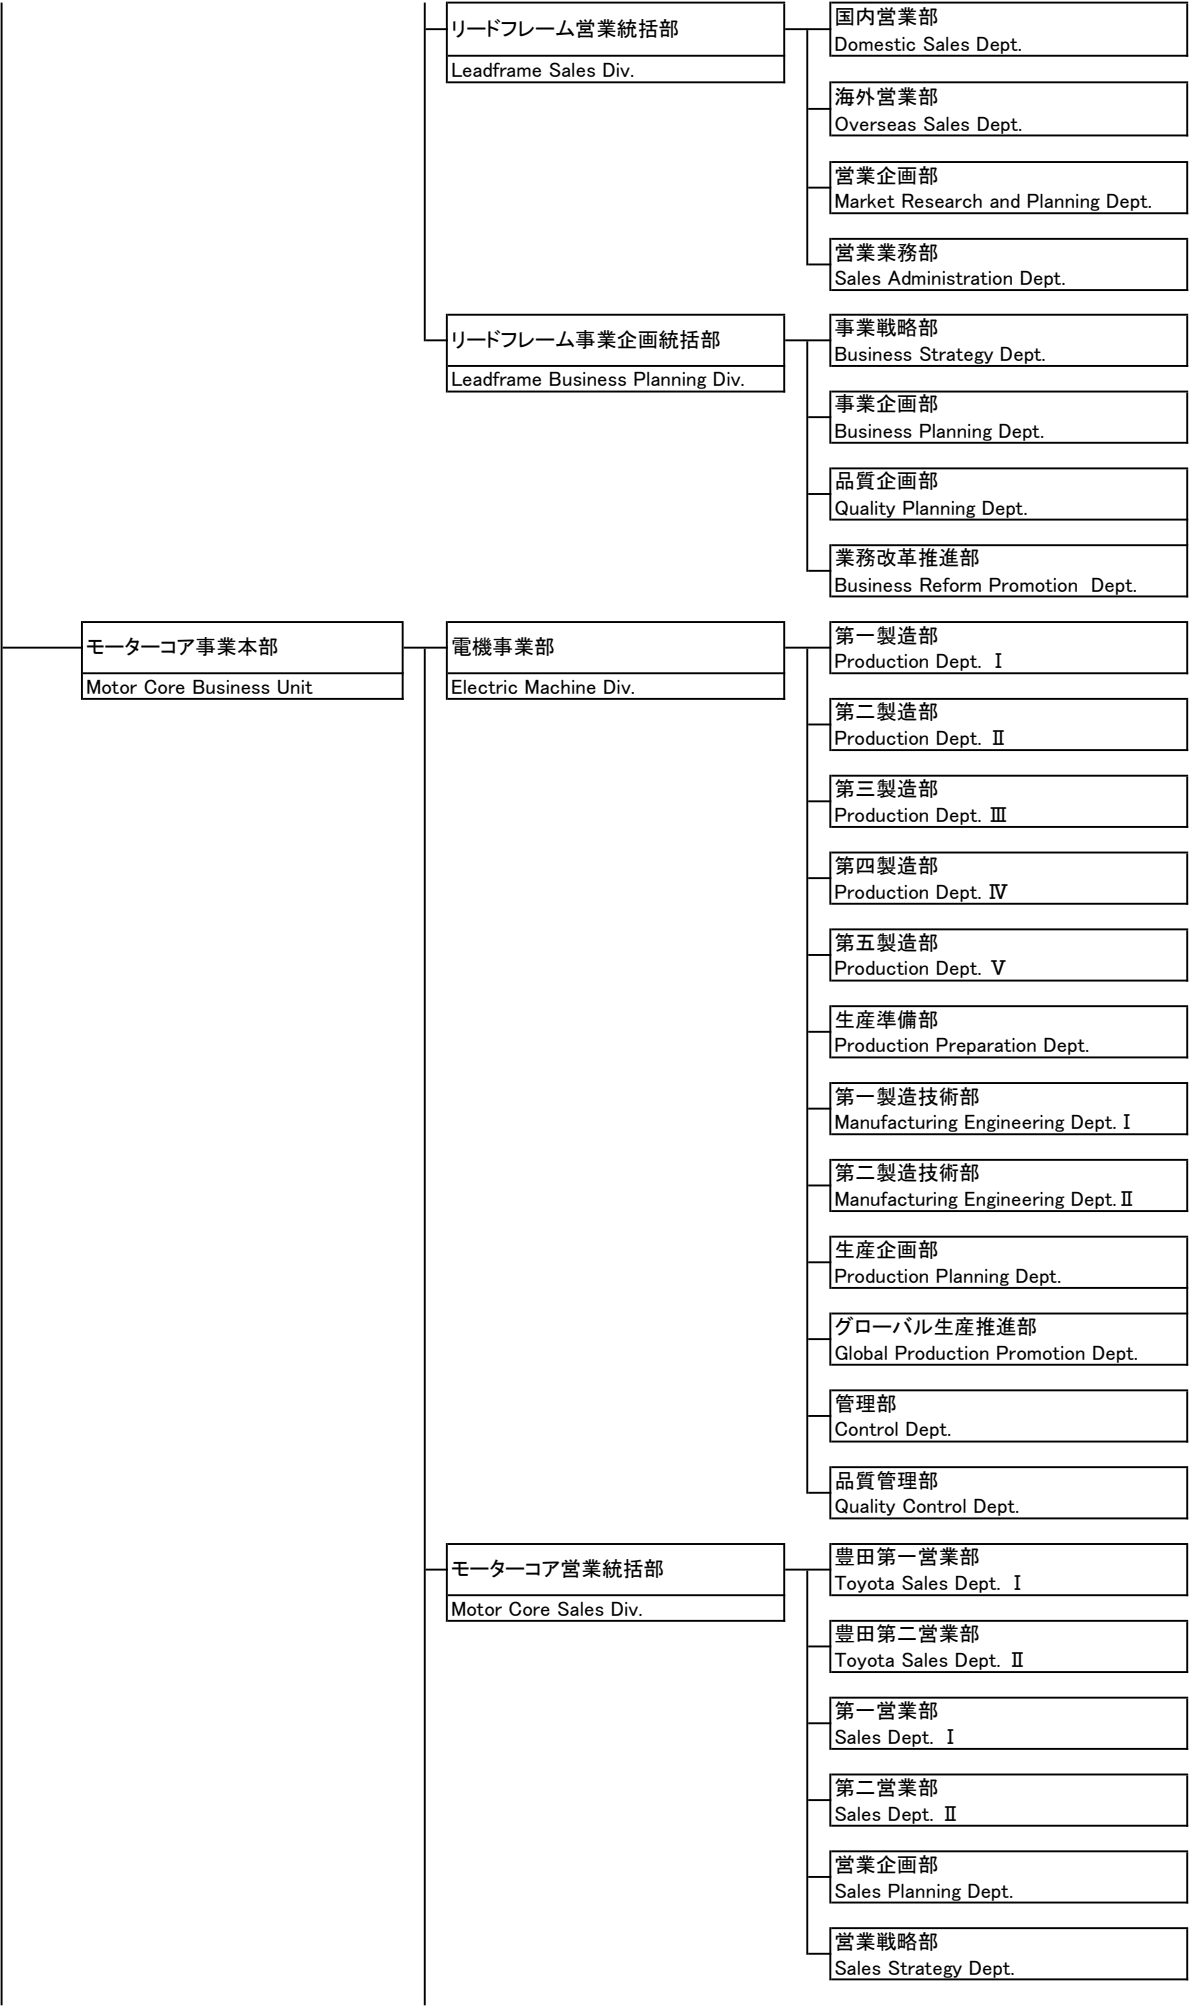 リードフレーム営業統括部
Leadframe Sales Div.
国内営業部
Domestic Sales Dept.
海外営業部
Overseas Sales Dept.
営業企画部
Market Research and Planning Dept.
営業業務部
Sales Administration Dept.
リードフレーム事業企画統括部
Leadframe Business Planning Div.
事業戦略部
Business Strategy Dept.
事業企画部
Business Planning Dept.
品質企画部
Quality Planning Dept.
業務改革推進部
Business Reform Promotion  Dept.
モーターコア事業本部
Motor Core Business Unit
電機事業部
Electric Machine Div.
第一製造部
Production Dept. Ⅰ
第二製造部
Production Dept. Ⅱ
第三製造部
Production Dept. Ⅲ
第四製造部
Production Dept. Ⅳ
第五製造部
Production Dept. Ⅴ
生産準備部
Production Preparation Dept.
第一製造技術部
Manufacturing Engineering Dept. Ⅰ
第二製造技術部
Manufacturing Engineering Dept. Ⅱ
生産企画部
Production Planning Dept.
グローバル生産推進部
Global Production Promotion Dept.
管理部
Control Dept.
品質管理部
Quality Control Dept.
モーターコア営業統括部
Motor Core Sales Div.
豊田第一営業部
Toyota Sales Dept. Ⅰ
豊田第二営業部
Toyota Sales Dept. Ⅱ
第一営業部
Sales Dept. Ⅰ
第二営業部
Sales Dept. Ⅱ
営業企画部
Sales Planning Dept.
営業戦略部
Sales Strategy Dept.